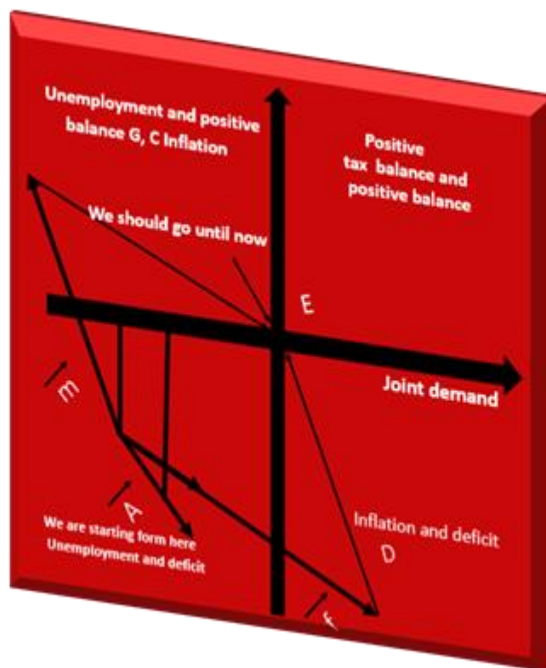 Unemployment and positive
balance G, C Inflation
Positive
tax balance and
positive balance
We should go until now
E
Joint demand
m
A
We are starting form here
Unemployment and deficit
Inflation and deficit
D
f